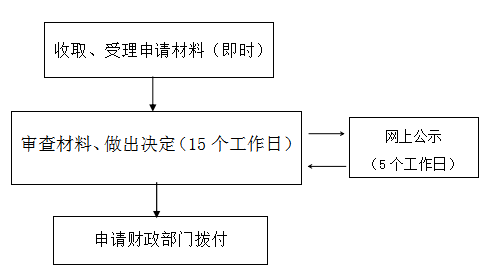 收取、受理申请材料（即时）
审查材料、做出决定（15个工作日）
网上公示
（5个工作日）
申请财政部门拨付